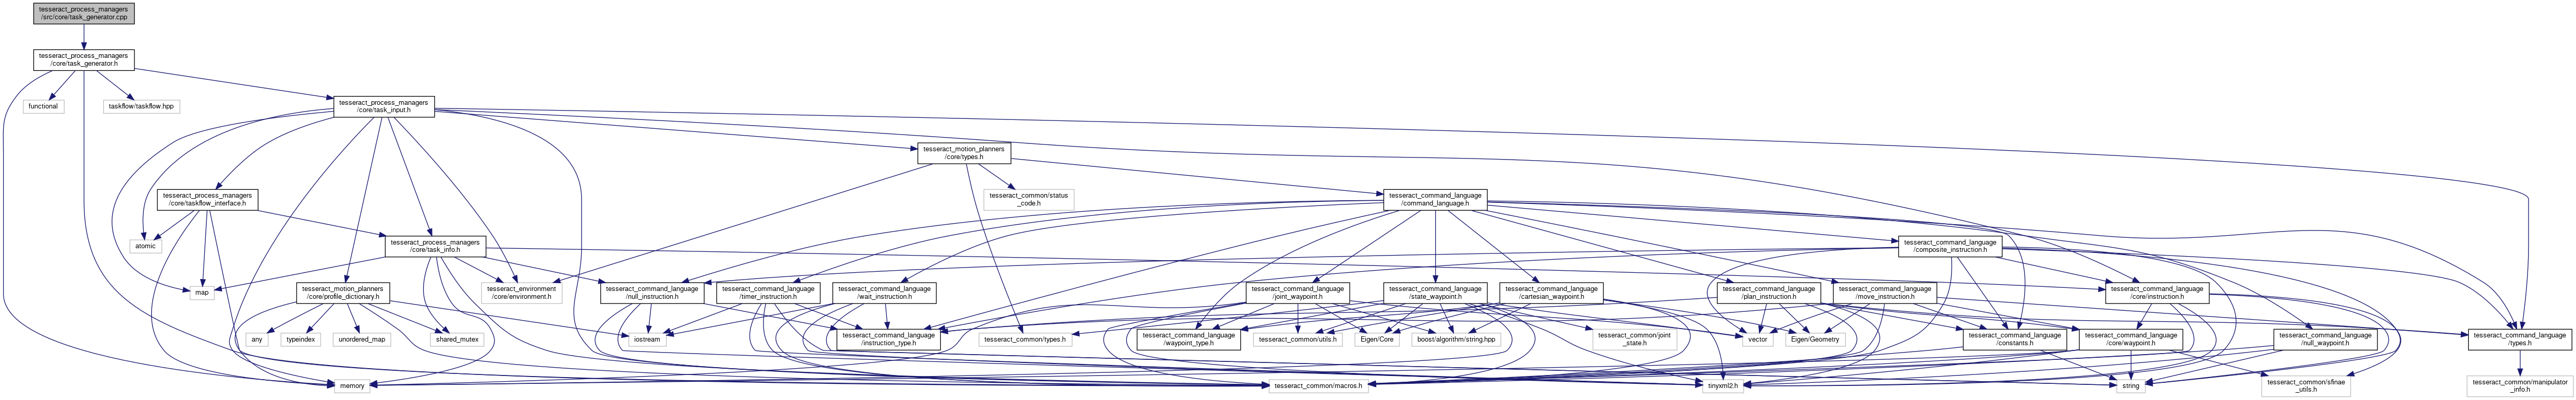 tesseract_process_managers
/src/core/task_generator.cpp
tesseract_process_managers
/core/task_generator.h
functional
taskflow/taskflow.hpp
tesseract_process_managers
/core/task_input.h
tesseract_motion_planners
/core/types.h
tesseract_process_managers
/core/taskflow_interface.h
tesseract_common/status
_code.h
tesseract_command_language
/command_language.h
atomic
tesseract_process_managers
/core/task_info.h
tesseract_command_language
/composite_instruction.h
map
tesseract_motion_planners
/core/profile_dictionary.h
tesseract_environment
/core/environment.h
tesseract_command_language
/null_instruction.h
tesseract_command_language
/timer_instruction.h
tesseract_command_language
/wait_instruction.h
tesseract_command_language
/joint_waypoint.h
tesseract_command_language
/state_waypoint.h
tesseract_command_language
/cartesian_waypoint.h
tesseract_command_language
/plan_instruction.h
tesseract_command_language
/move_instruction.h
tesseract_command_language
/core/instruction.h
any
typeindex
unordered_map
shared_mutex
iostream
tesseract_command_language
/instruction_type.h
tesseract_common/types.h
tesseract_command_language
/waypoint_type.h
tesseract_common/utils.h
Eigen/Core
boost/algorithm/string.hpp
tesseract_common/joint
_state.h
vector
Eigen/Geometry
tesseract_command_language
/constants.h
tesseract_command_language
/core/waypoint.h
tesseract_command_language
/null_waypoint.h
tesseract_command_language
/types.h
memory
tesseract_common/macros.h
tinyxml2.h
string
tesseract_common/sfinae
_utils.h
tesseract_common/manipulator
_info.h